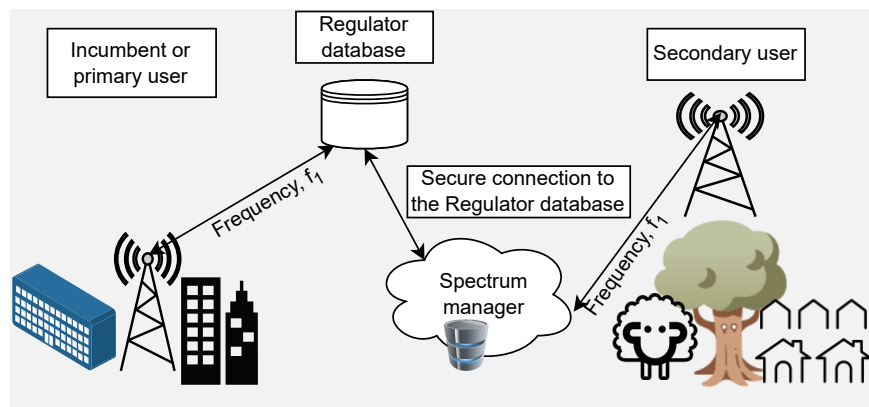 Incumbent or
primary user
Regulator
database
Secondary user
Frequency, f₁
Secure connection to
the Regulator database
Frequency, f₁
Spectrum
manager